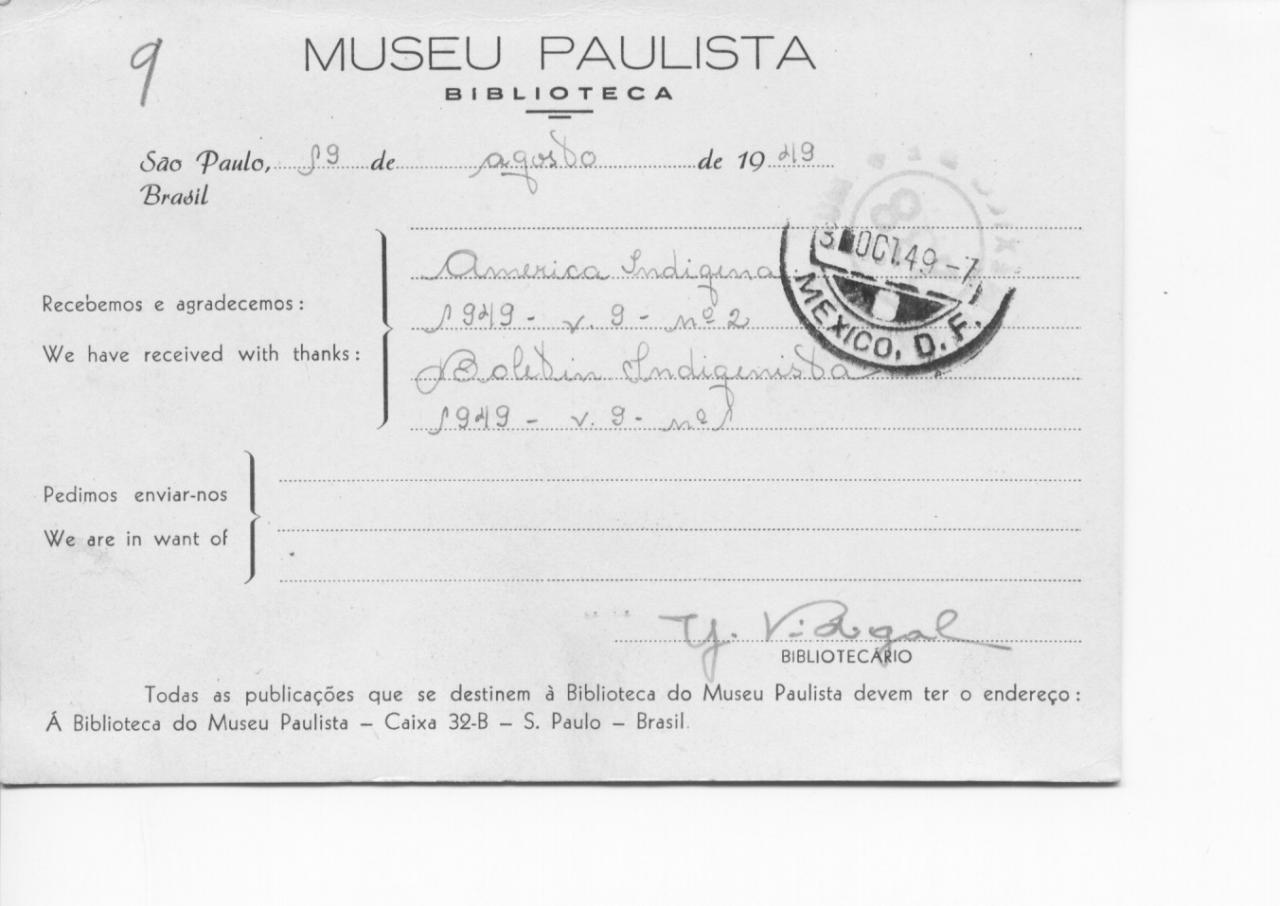 9
MUSEU PAULISTA
BIBLIOTECA
São Paulo, 19 de agosto de 1949
Brasil
Recebemos e agradecemos:
We have received with thanks:
America Indigena
1949 - v. 9 - nº 2
Boletin Indigenista
1949 - v. 9 - nº 1
3 OCT. 49 - 7
MEXICO, D. F.
Pedimos enviar-nos
We are in want of
Y. Vidigal
BIBLIOTECÁRIO
Todas as publicações que se destinem à Biblioteca do Museu Paulista devem ter o endereço:
Á Biblioteca do Museu Paulista – Caixa 32-B – S. Paulo – Brasil.